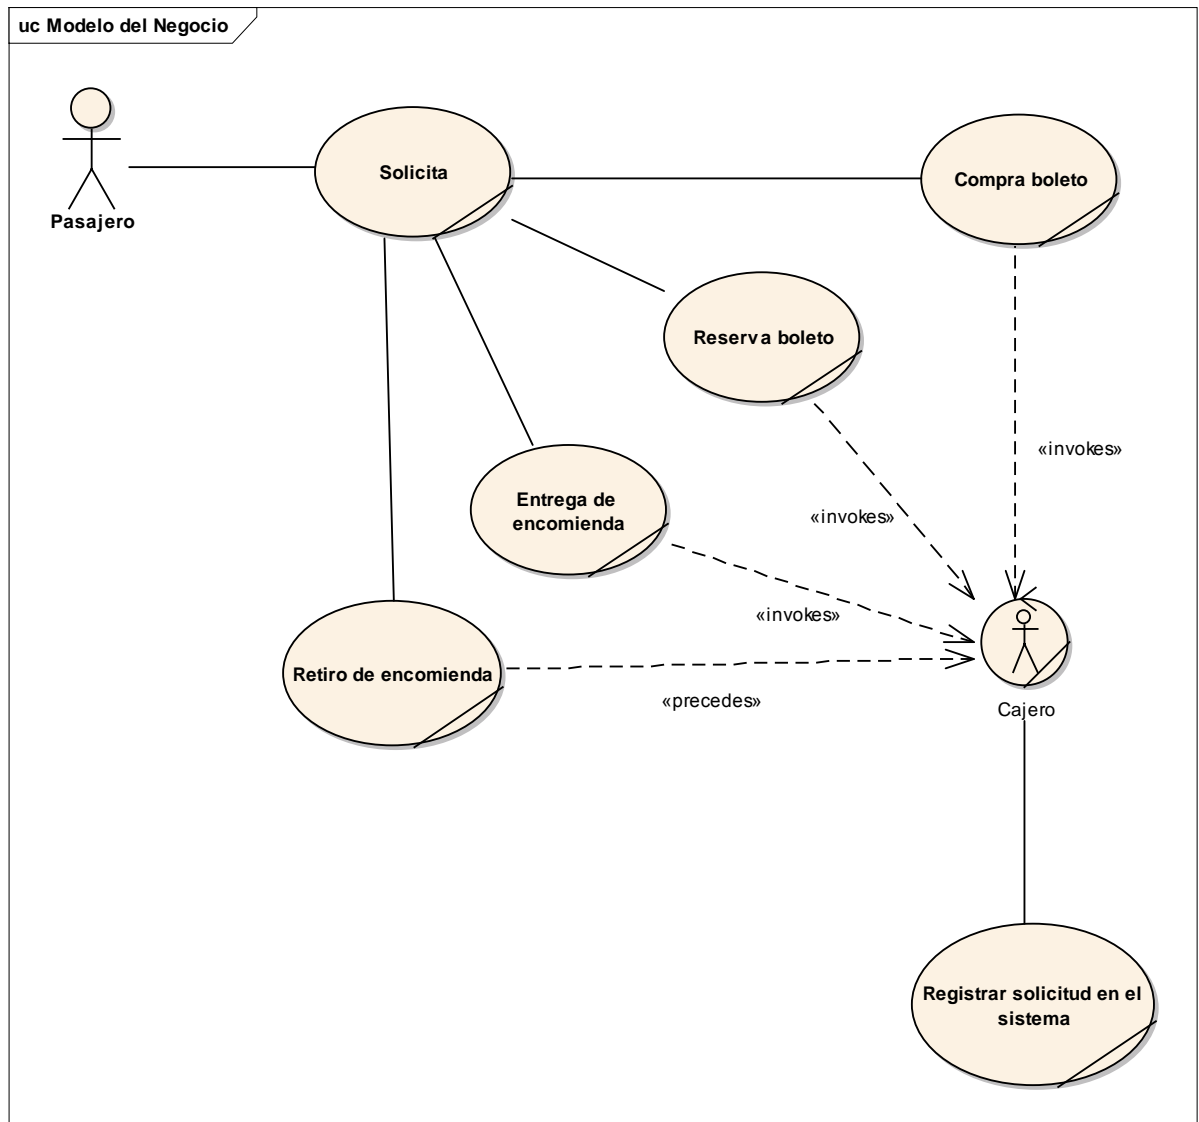 uc Modelo del Negocio
Pasajero
Solicita
Compra boleto
Reserva boleto
«invokes»
Entrega de
encomienda
«invokes»
«invokes»
Retiro de encomienda
«precedes»
Cajero
Registrar solicitud en el
sistema